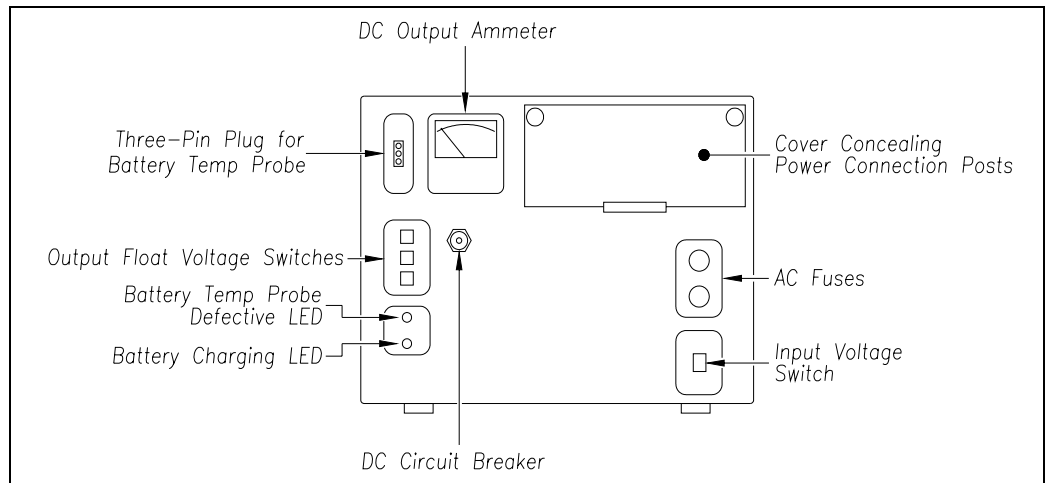 DC Output Ammeter
Three-Pin Plug for
Battery Temp Probe
Cover Concealing
Power Connection Posts
Output Float Voltage Switches
AC Fuses
Battery Temp Probe
Defective LED
Battery Charging LED
Input Voltage
Switch
DC Circuit Breaker